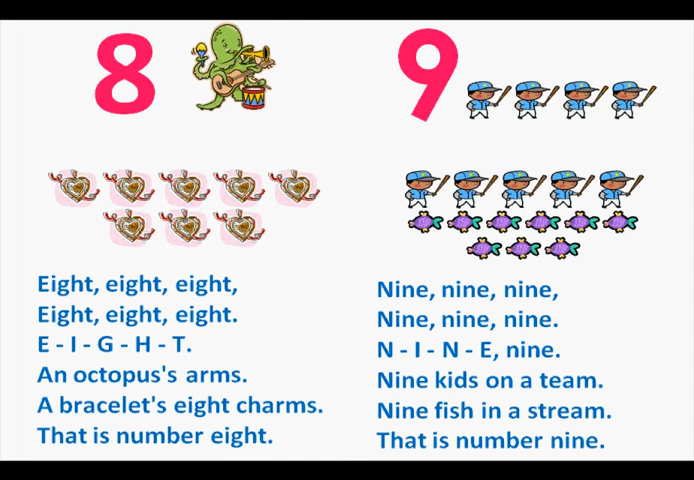 8
Eight, eight, eight,
Eight, eight, eight.
E - I - G - H - T.
An octopus's arms.
A bracelet's eight charms.
That is number eight.
9
Nine, nine, nine,
Nine, nine, nine.
N - I - N - E, nine.
Nine kids on a team.
Nine fish in a stream.
That is number nine.